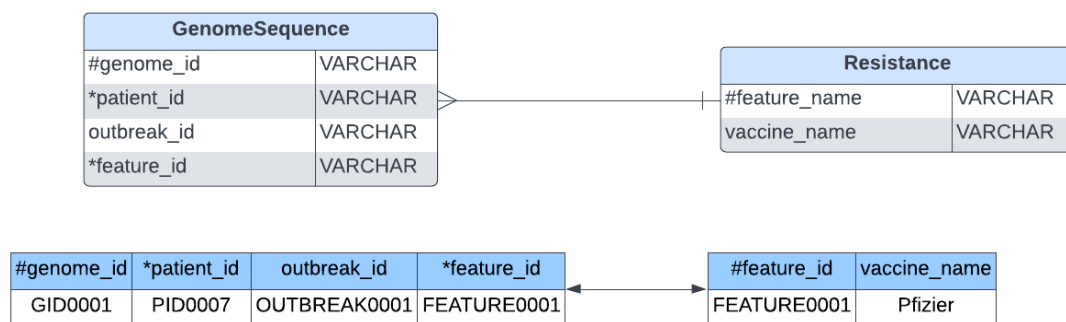 GenomeSequence
#genome_id VARCHAR
*patient_id VARCHAR
outbreak_id VARCHAR
*feature_id VARCHAR
Resistance
#feature_name VARCHAR
vaccine_name VARCHAR
#genome_id *patient_id outbreak_id *feature_id
GID0001 PID0007 OUTBREAK0001 FEATURE0001
#feature_id vaccine_name
FEATURE0001 Pfizier